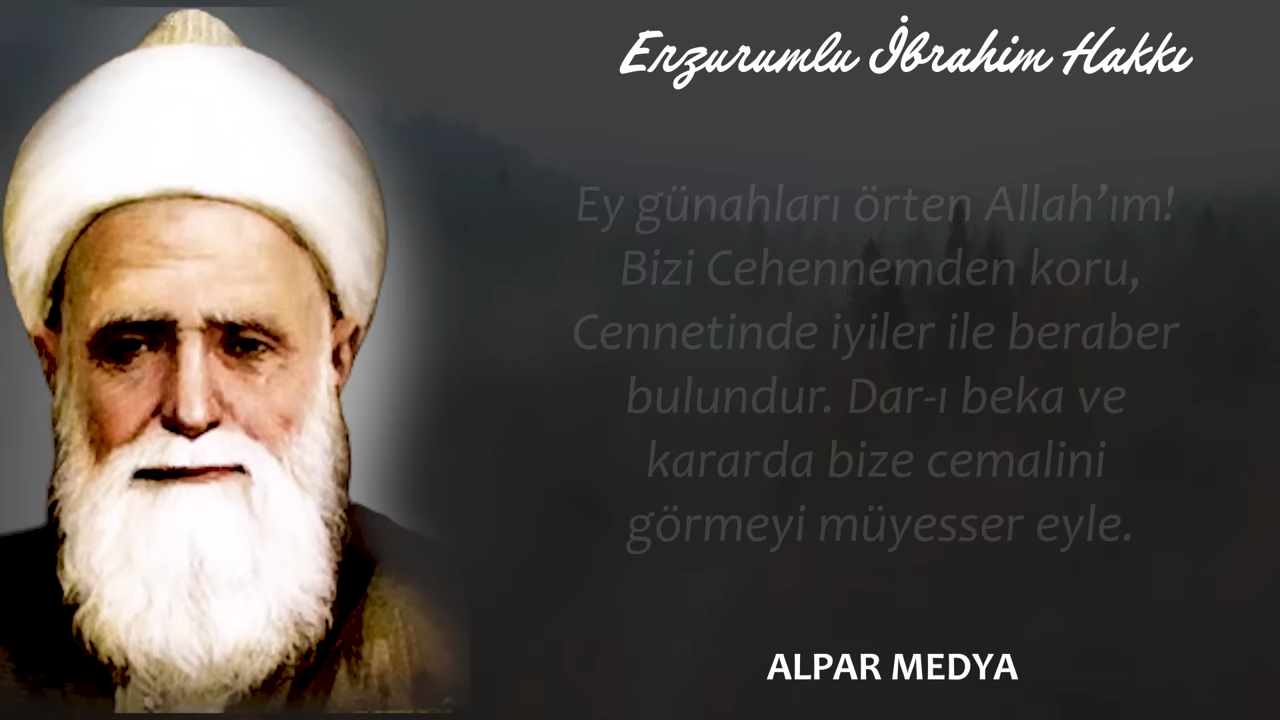 Erzurumlu İbrahim Hakkı
Ey günahları örten Allah’ım!
Bizi Cehennemden koru,
Cennetinde iyiler ile beraber
bulundur. Dar-ı beka ve
kararda bize cemalini
görmeyi müyesser eyle.
ALPAR MEDYA